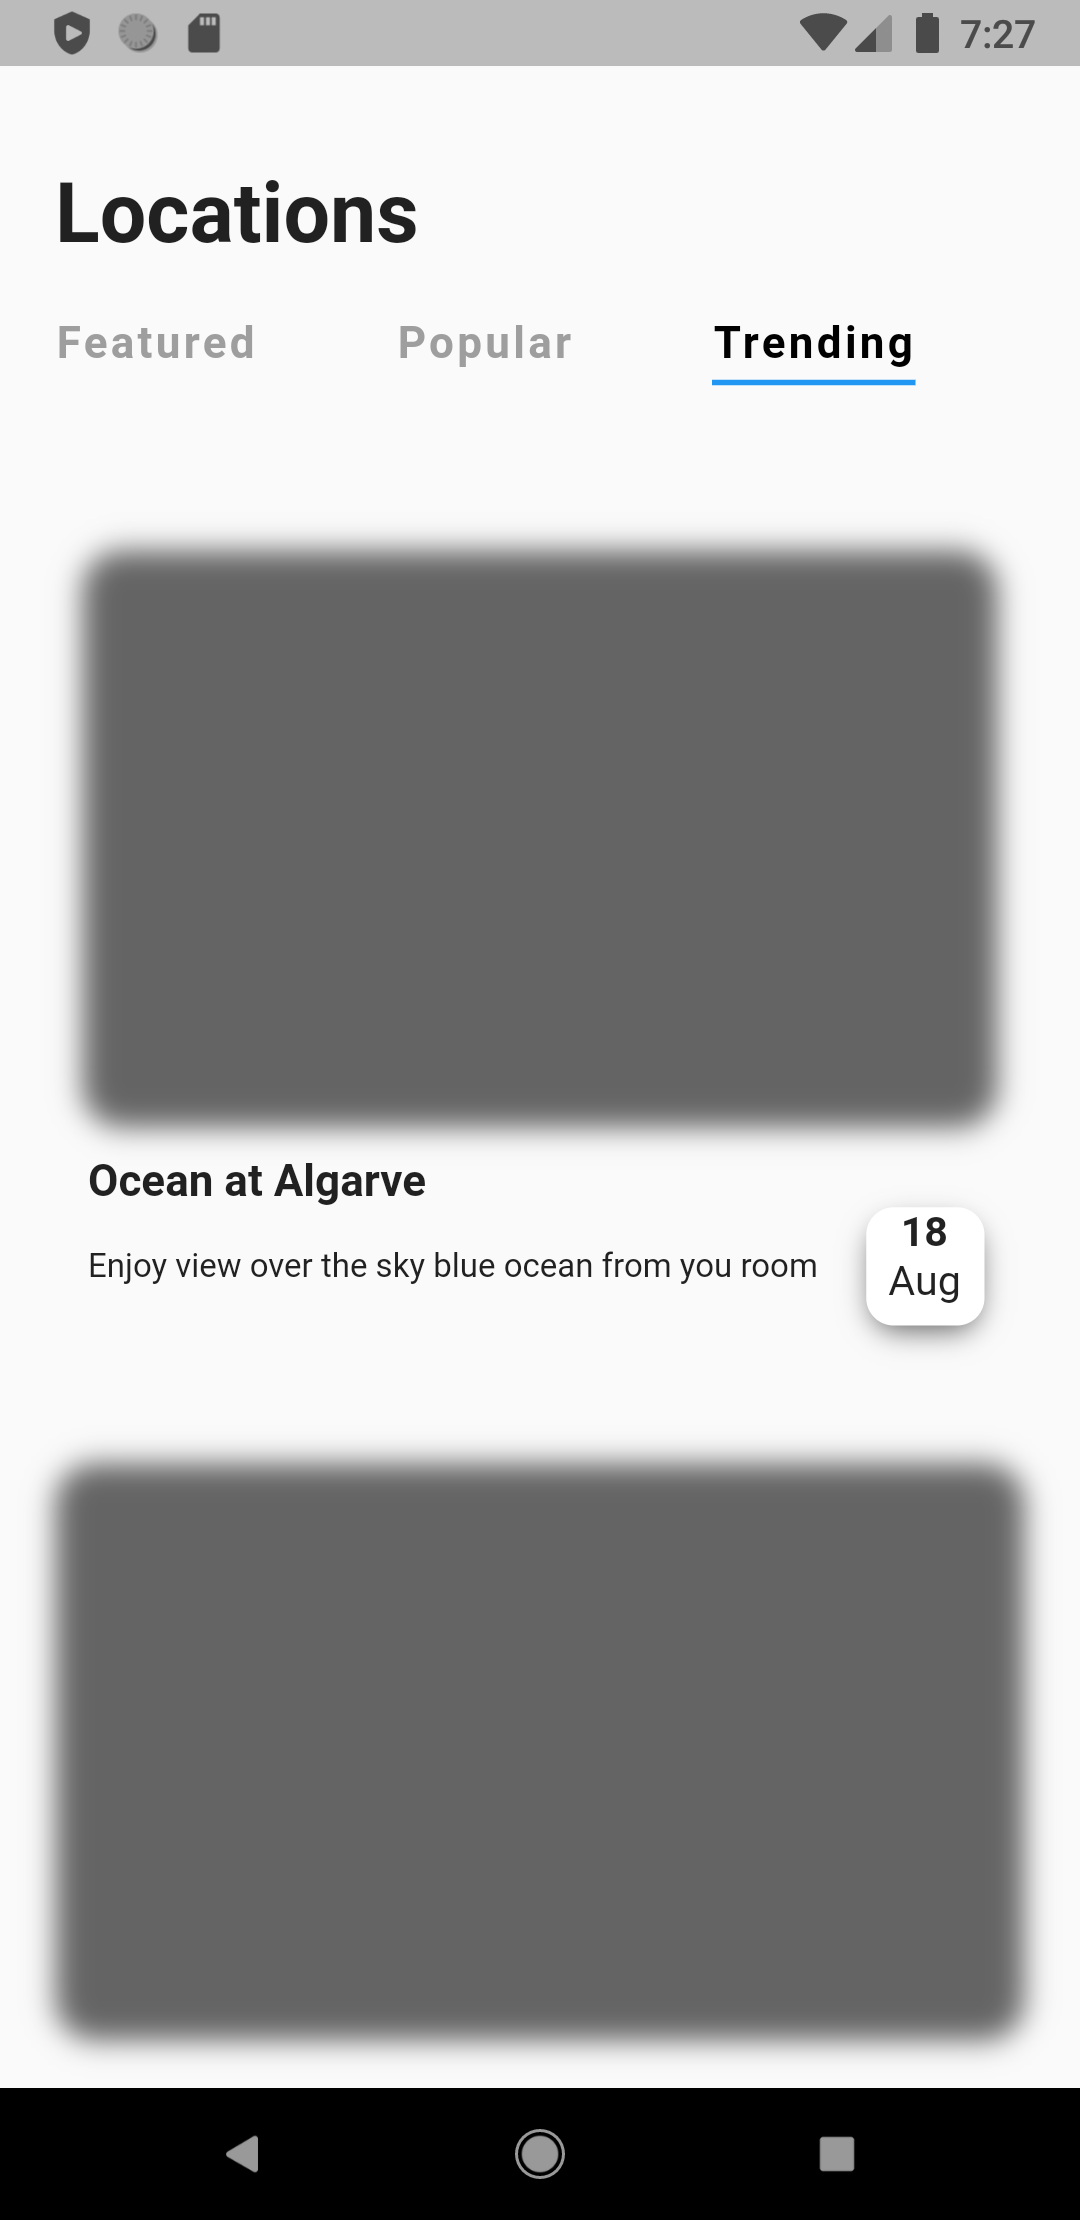 7:27
Locations
Featured Popular Trending
Ocean at Algarve
Enjoy view over the sky blue ocean from you room
18
Aug